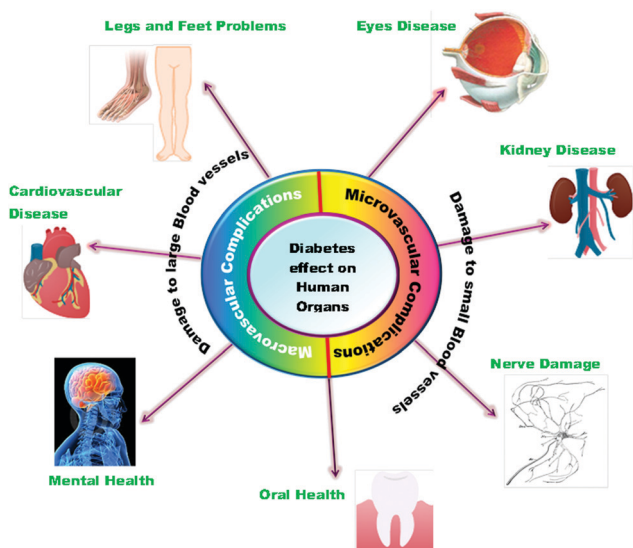 Legs and Feet Problems
Eyes Disease
Kidney Disease
Cardiovascular
Disease
Damage to large Blood vessels
Macrovascular Complications
Microvascular Complications
Damage to small Blood vessels
Diabetes
effect on
Human
Organs
Nerve Damage
Mental Health
Oral Health